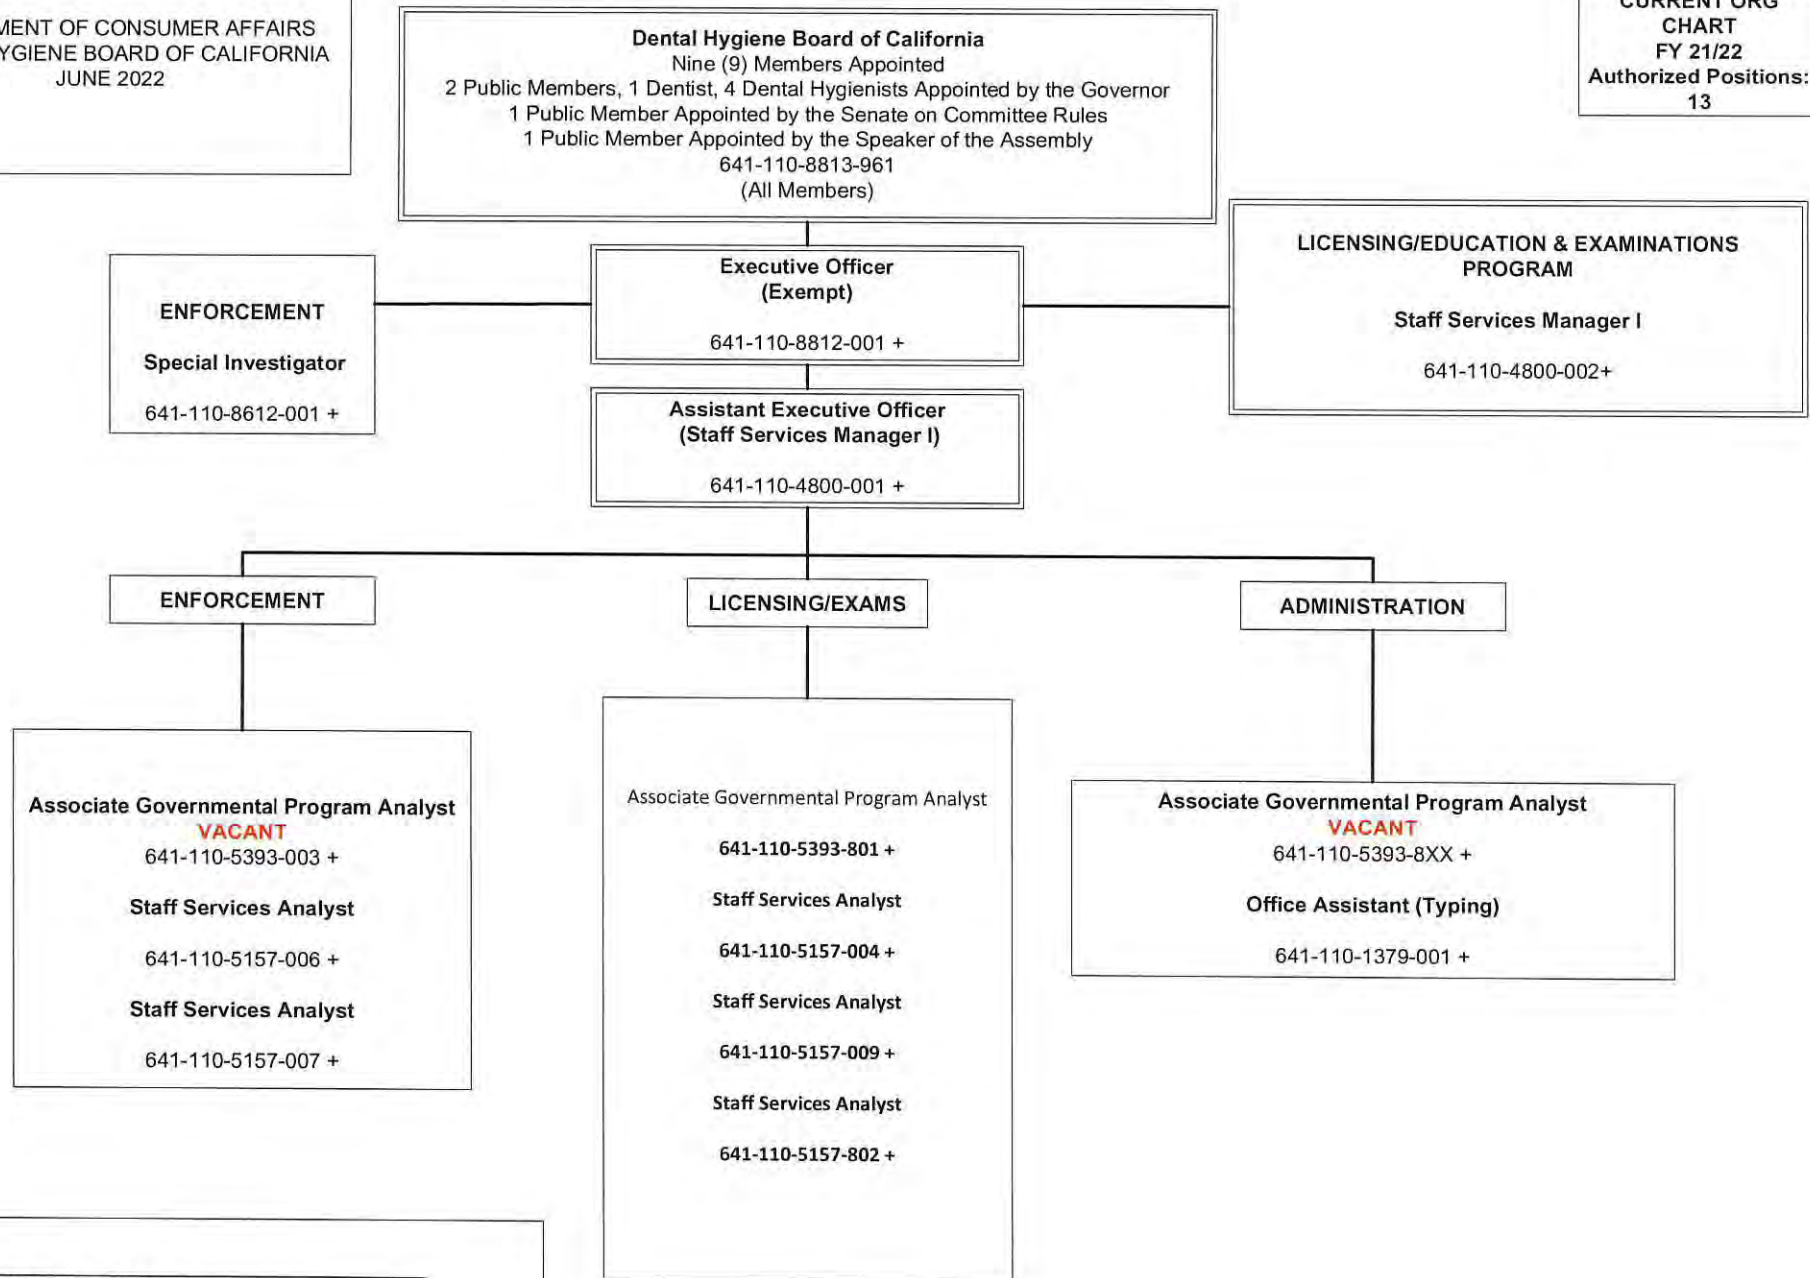 MENT OF CONSUMER AFFAIRS
YGIENE BOARD OF CALIFORNIA
JUNE 2022
Dental Hygiene Board of California
Nine (9) Members Appointed
2 Public Members, 1 Dentist, 4 Dental Hygienists Appointed by the Governor
1 Public Member Appointed by the Senate on Committee Rules
1 Public Member Appointed by the Speaker of the Assembly
641-110-8813-961
(All Members)
CURRENT ORG
CHART
FY 21/22
Authorized Positions:
13
ENFORCEMENT
Special Investigator
641-110-8612-001 +
Executive Officer
(Exempt)
641-110-8812-001 +
LICENSING/EDUCATION & EXAMINATIONS
PROGRAM
Staff Services Manager I
641-110-4800-002+
Assistant Executive Officer
(Staff Services Manager I)
641-110-4800-001 +
ENFORCEMENT
LICENSING/EXAMS
ADMINISTRATION
Associate Governmental Program Analyst
VACANT
641-110-5393-003 +
Staff Services Analyst
641-110-5157-006 +
Staff Services Analyst
641-110-5157-007 +
Associate Governmental Program Analyst
641-110-5393-801 +
Staff Services Analyst
641-110-5157-004 +
Staff Services Analyst
641-110-5157-009 +
Staff Services Analyst
641-110-5157-802 +
Associate Governmental Program Analyst
VACANT
641-110-5393-8XX +
Office Assistant (Typing)
641-110-1379-001 +